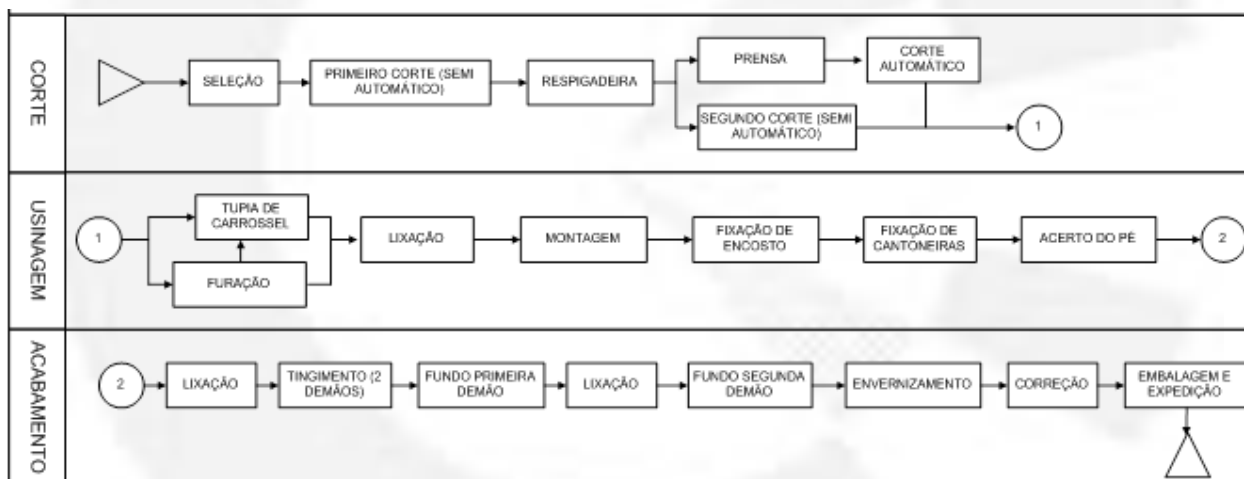 CORTE
SELEÇÃO
PRIMEIRO CORTE (SEMI
AUTOMÁTICO)
RESPIGADEIRA
PRENSA
CORTE
AUTOMÁTICO
SEGUNDO CORTE (SEMI
AUTOMÁTICO)
1
USINAGEM
1
TUPIA DE
CARROSSEL
FURAÇÃO
LIXAÇÃO
MONTAGEM
FIXAÇÃO DE
ENCOSTO
FIXAÇÃO DE
CANTONEIRAS
ACERTO DO PÉ
2
ACABAMENTO
2
LIXAÇÃO
TINGIMENTO (2
DEMÃOS)
FUNDO PRIMEIRA
DEMÃO
LIXAÇÃO
FUNDO SEGUNDA
DEMÃO
ENVERNIZAMENTO
CORREÇÃO
EMBALAGEM E
EXPEDIÇÃO